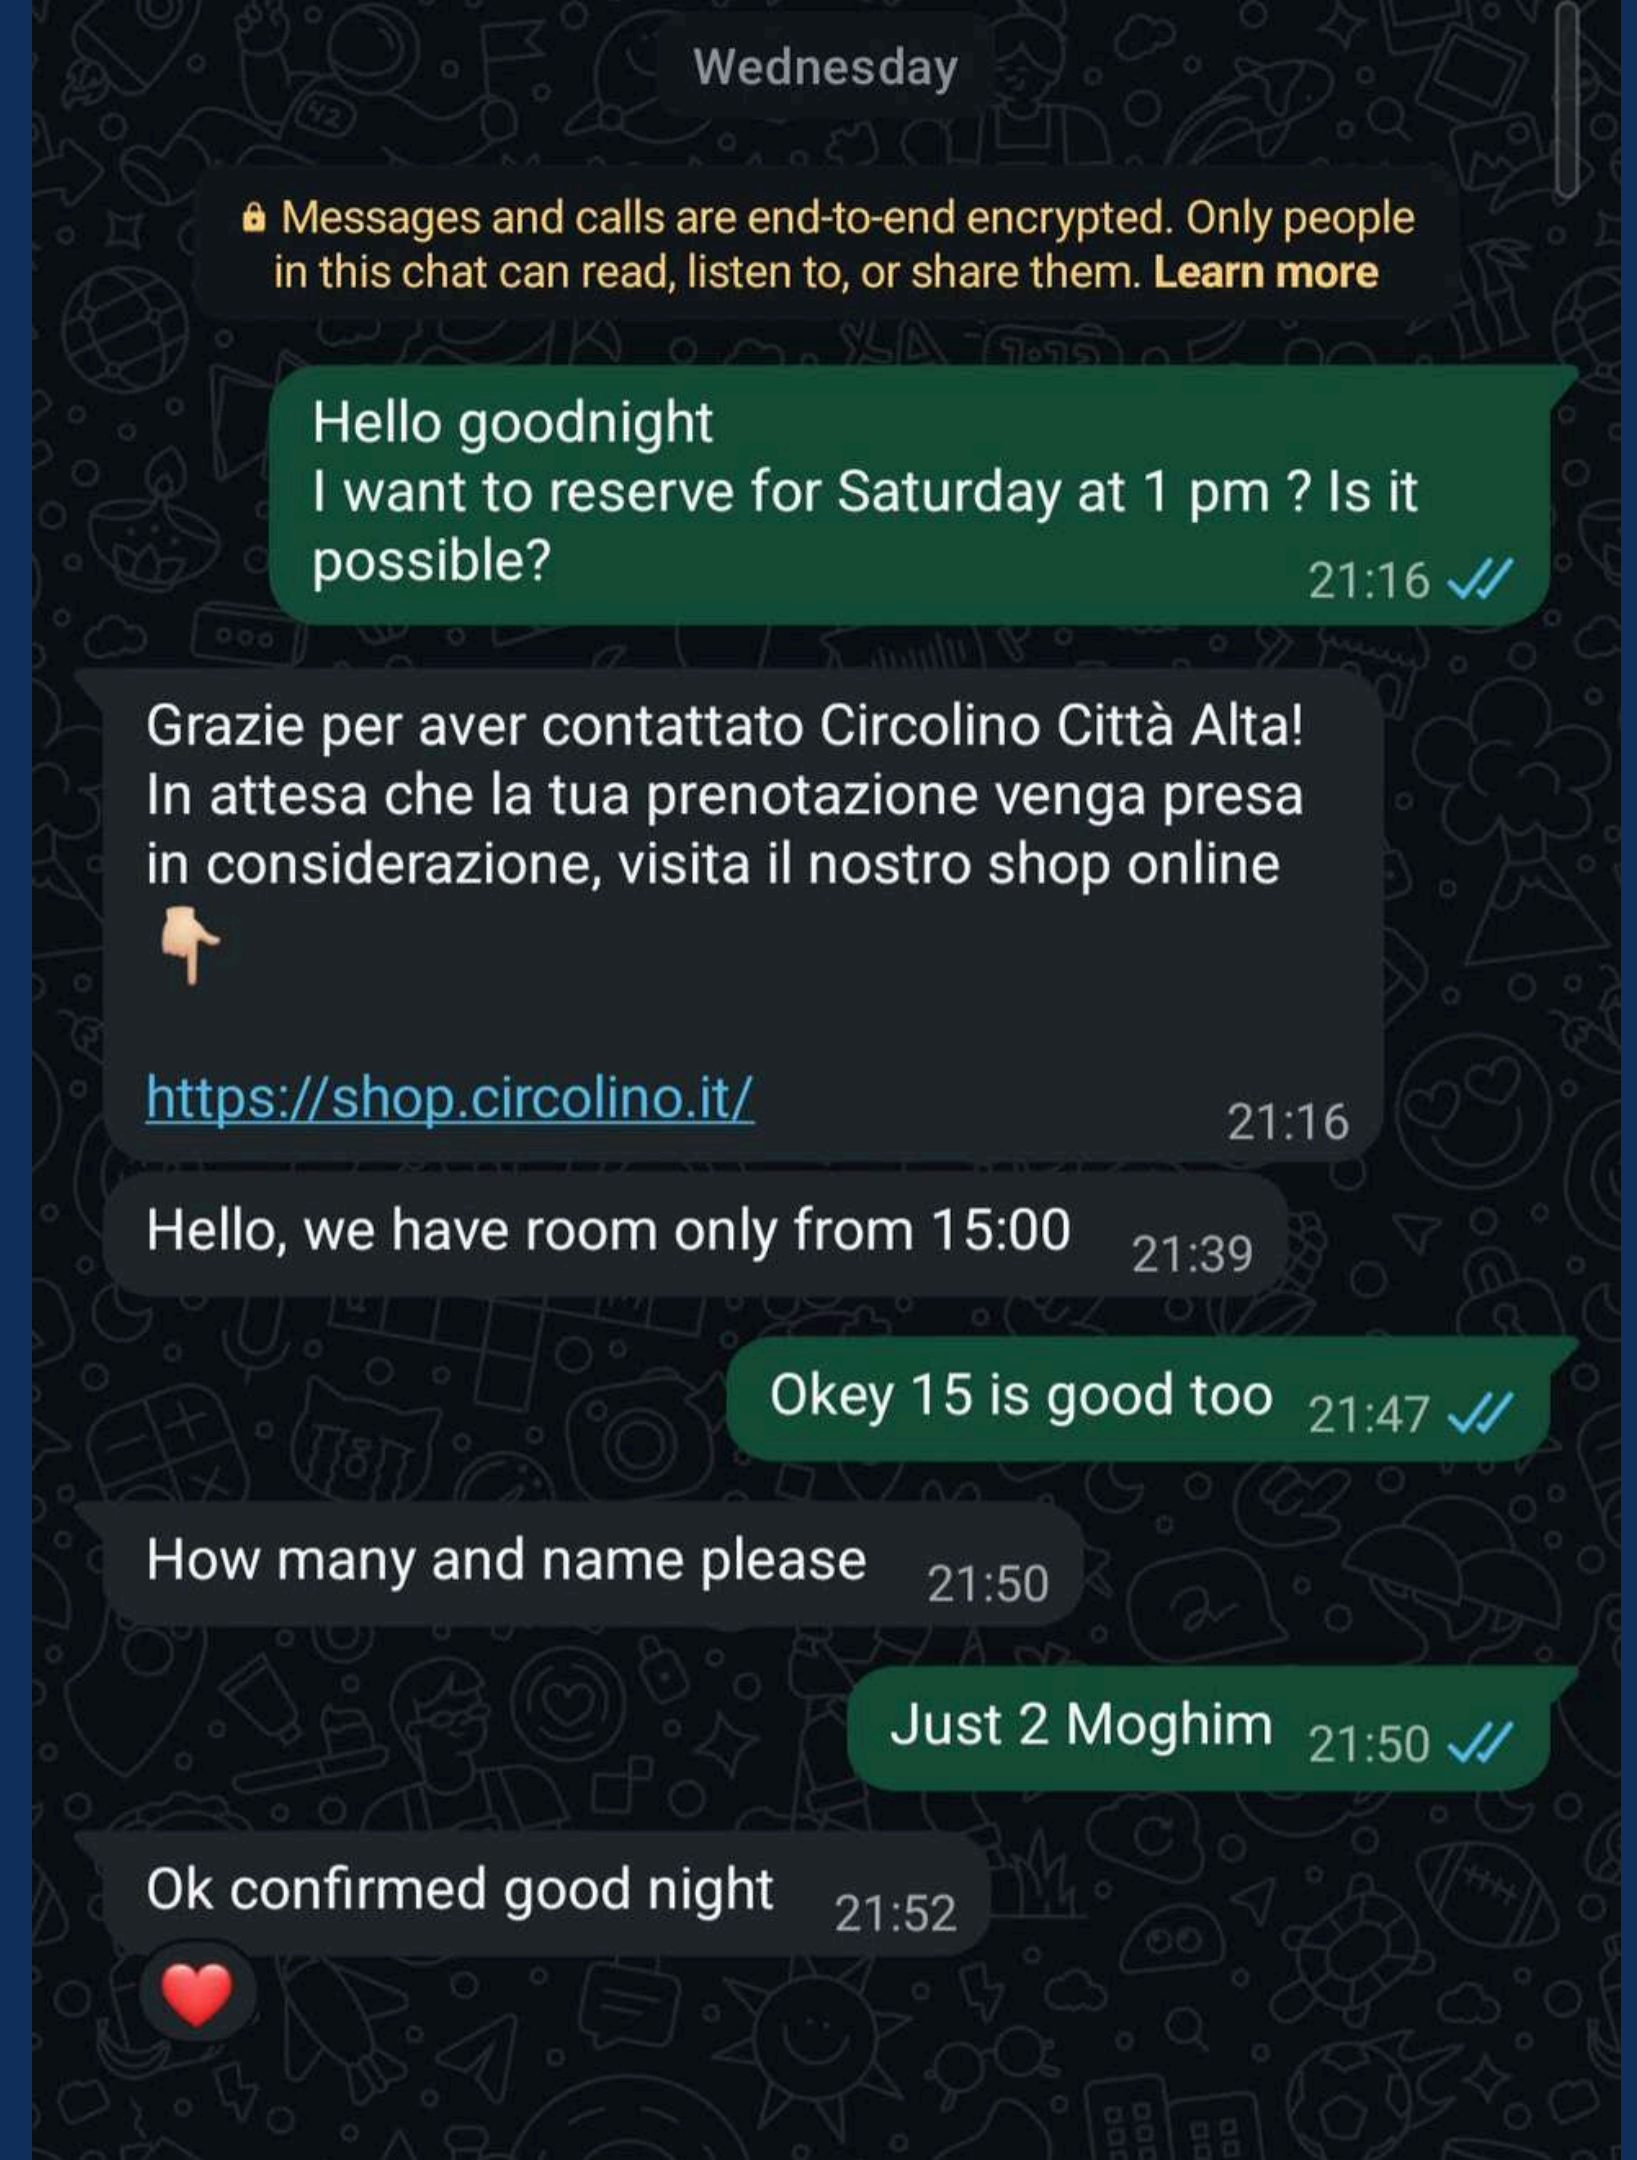 Wednesday
Messages and calls are end-to-end encrypted. Only people
in this chat can read, listen to, or share them. Learn more
Hello goodnight
I want to reserve for Saturday at 1 pm ? Is it
possible?
21:16
Grazie per aver contattato Circolino Città Alta!
In attesa che la tua prenotazione venga presa
in considerazione, visita il nostro shop online
👇🏻
https://shop.circolino.it/
21:16
Hello, we have room only from 15:00 21:39
Okey 15 is good too 21:47
How many and name please 21:50
Just 2 Moghim 21:50
Ok confirmed good night 21:52
❤️